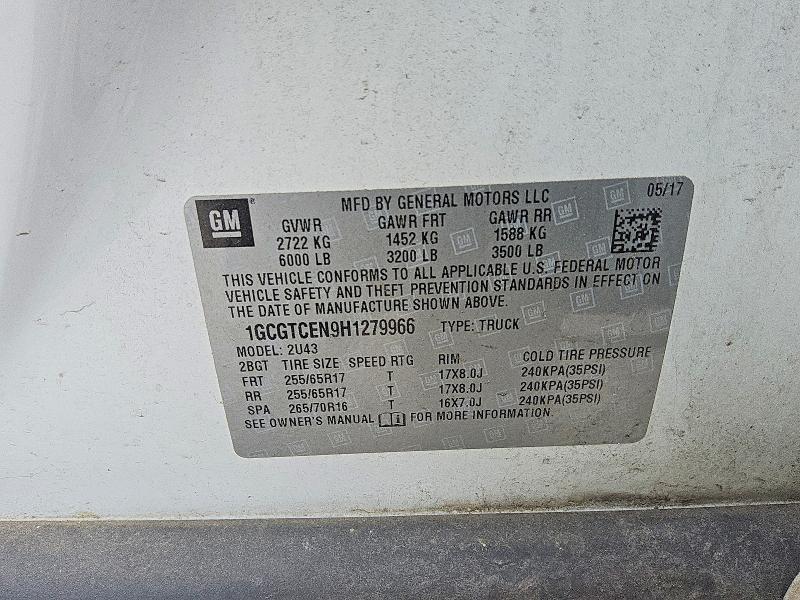 GM® MFD BY GENERAL MOTORS LLC 05/17
GVWR GAWR FRT GAWR RR
2722 KG 1452 KG 1588 KG
6000 LB 3200 LB 3500 LB
THIS VEHICLE CONFORMS TO ALL APPLICABLE U.S. FEDERAL MOTOR
VEHICLE SAFETY AND THEFT PREVENTION STANDARDS IN EFFECT ON
THE DATE OF MANUFACTURE SHOWN ABOVE.
1GCGTCEN9H1279966 TYPE: TRUCK
MODEL: 2U43
2BGT TIRE SIZE SPEED RTG RIM COLD TIRE PRESSURE
FRT 255/65R17 T 17X8.0J 240KPA(35PSI)
RR 255/65R17 T 17X8.0J 240KPA(35PSI)
SPA 265/70R16 T 16X7.0J 240KPA(35PSI)
SEE OWNER'S MANUAL FOR MORE INFORMATION.